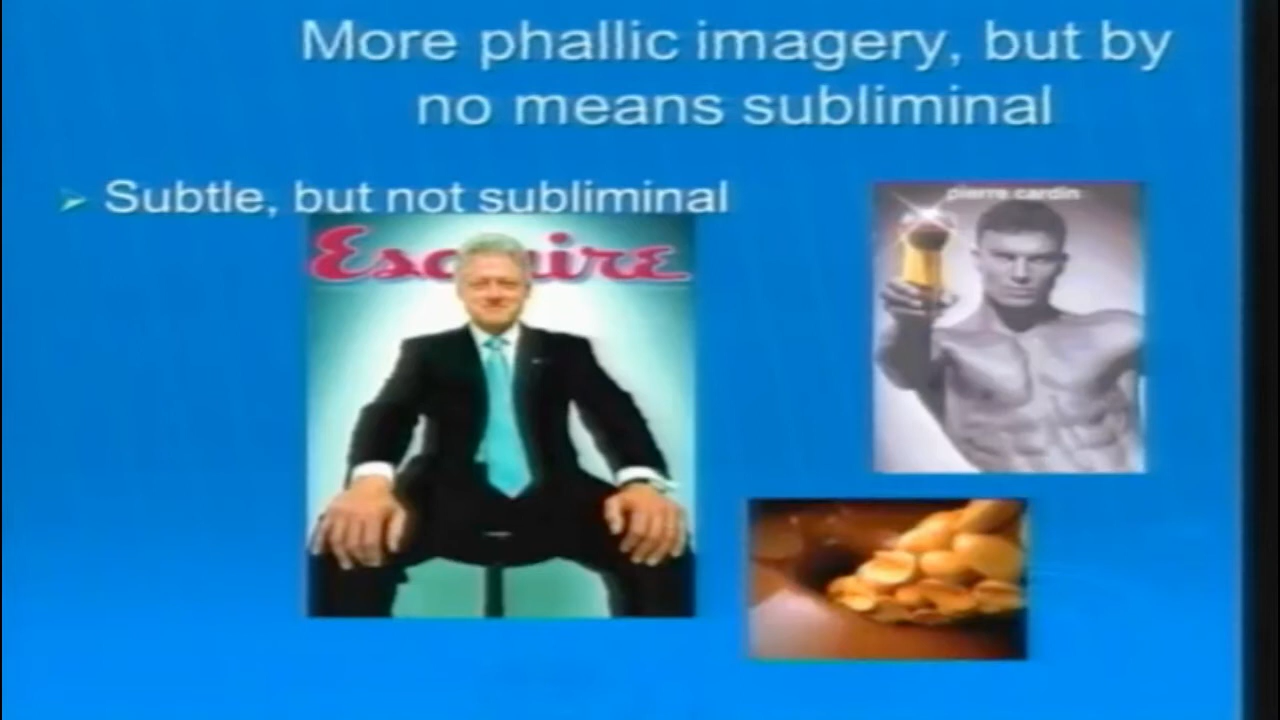 More phallic imagery, but by
no means subliminal
Subtle, but not subliminal
Esquire
pierre cardin